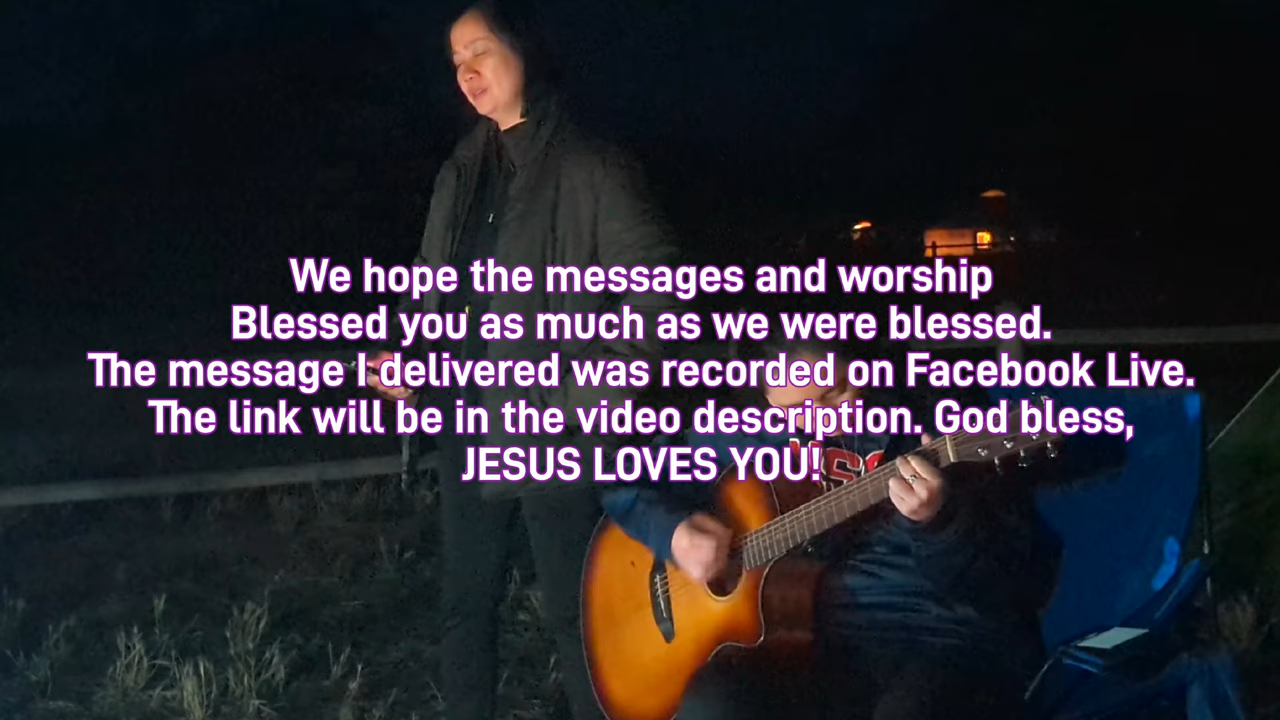 We hope the messages and worship
Blessed you as much as we were blessed.
The message I delivered was recorded on Facebook Live.
The link will be in the video description. God bless,
JESUS LOVES YOU!